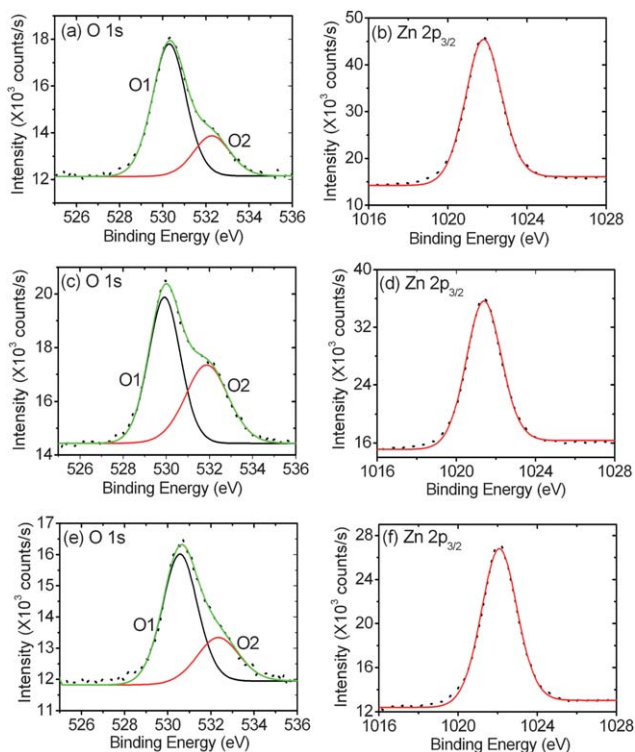 (a) O 1s
O1
O2
18
16
14
12
526 528 530 532 534 536
Binding Energy (eV)
Intensity (X10³ counts/s)
(b) Zn 2p₃/₂
50
40
30
20
10
1016 1020 1024 1028
Binding Energy (eV)
Intensity (X10³ counts/s)
(c) O 1s
O1
O2
20
18
16
14
526 528 530 532 534 536
Binding Energy (eV)
Intensity (X10³ counts/s)
(d) Zn 2p₃/₂
36
32
28
24
20
16
1016 1020 1024 1028
Binding Energy (eV)
Intensity (X10³ counts/s)
(e) O 1s
O1
O2
17
16
15
14
13
12
11
526 528 530 532 534 536
Binding Energy (eV)
Intensity (X10³ counts/s)
(f) Zn 2p₃/₂
28
24
20
16
12
1016 1020 1024 1028
Binding Energy (eV)
Intensity (X10³ counts/s)